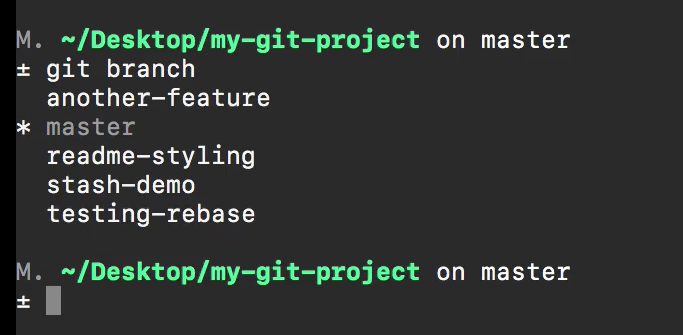 M. ~/Desktop/my-git-project on master
± git branch
another-feature
* master
readme-styling
stash-demo
testing-rebase
M. ~/Desktop/my-git-project on master
±